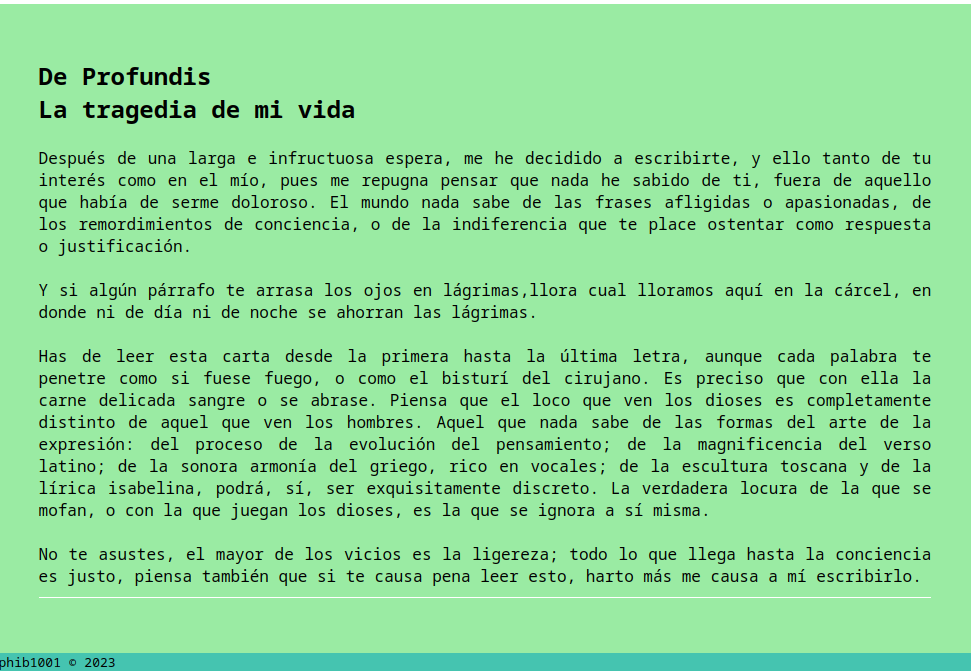 De Profundis
La tragedia de mi vida
Después de una larga e infructuosa espera, me he decidido a escribirte, y ello tanto de tu
interés como en el mío, pues me repugna pensar que nada he sabido de ti, fuera de aquello
que había de serme doloroso. El mundo nada sabe de las frases afligidas o apasionadas, de
los remordimientos de conciencia, o de la indiferencia que te place ostentar como respuesta
o justificación.
Y si algún párrafo te arrasa los ojos en lágrimas,llora cual lloramos aquí en la cárcel, en
donde ni de día ni de noche se ahorran las lágrimas.
Has de leer esta carta desde la primera hasta la última letra, aunque cada palabra te
penetre como si fuese fuego, o como el bisturí del cirujano. Es preciso que con ella la
carne delicada sangre o se abrase. Piensa que el loco que ven los dioses es completamente
distinto de aquel que ven los hombres. Aquel que nada sabe de las formas del arte de la
expresión: del proceso de la evolución del pensamiento; de la magnificencia del verso
latino; de la sonora armonía del griego, rico en vocales; de la escultura toscana y de la
lírica isabelina, podrá, sí, ser exquisitamente discreto. La verdadera locura de la que se
mofan, o con la que juegan los dioses, es la que se ignora a sí misma.
No te asustes, el mayor de los vicios es la ligereza; todo lo que llega hasta la conciencia
es justo, piensa también que si te causa pena leer esto, harto más me causa a mí escribirlo.
phib1001 © 2023